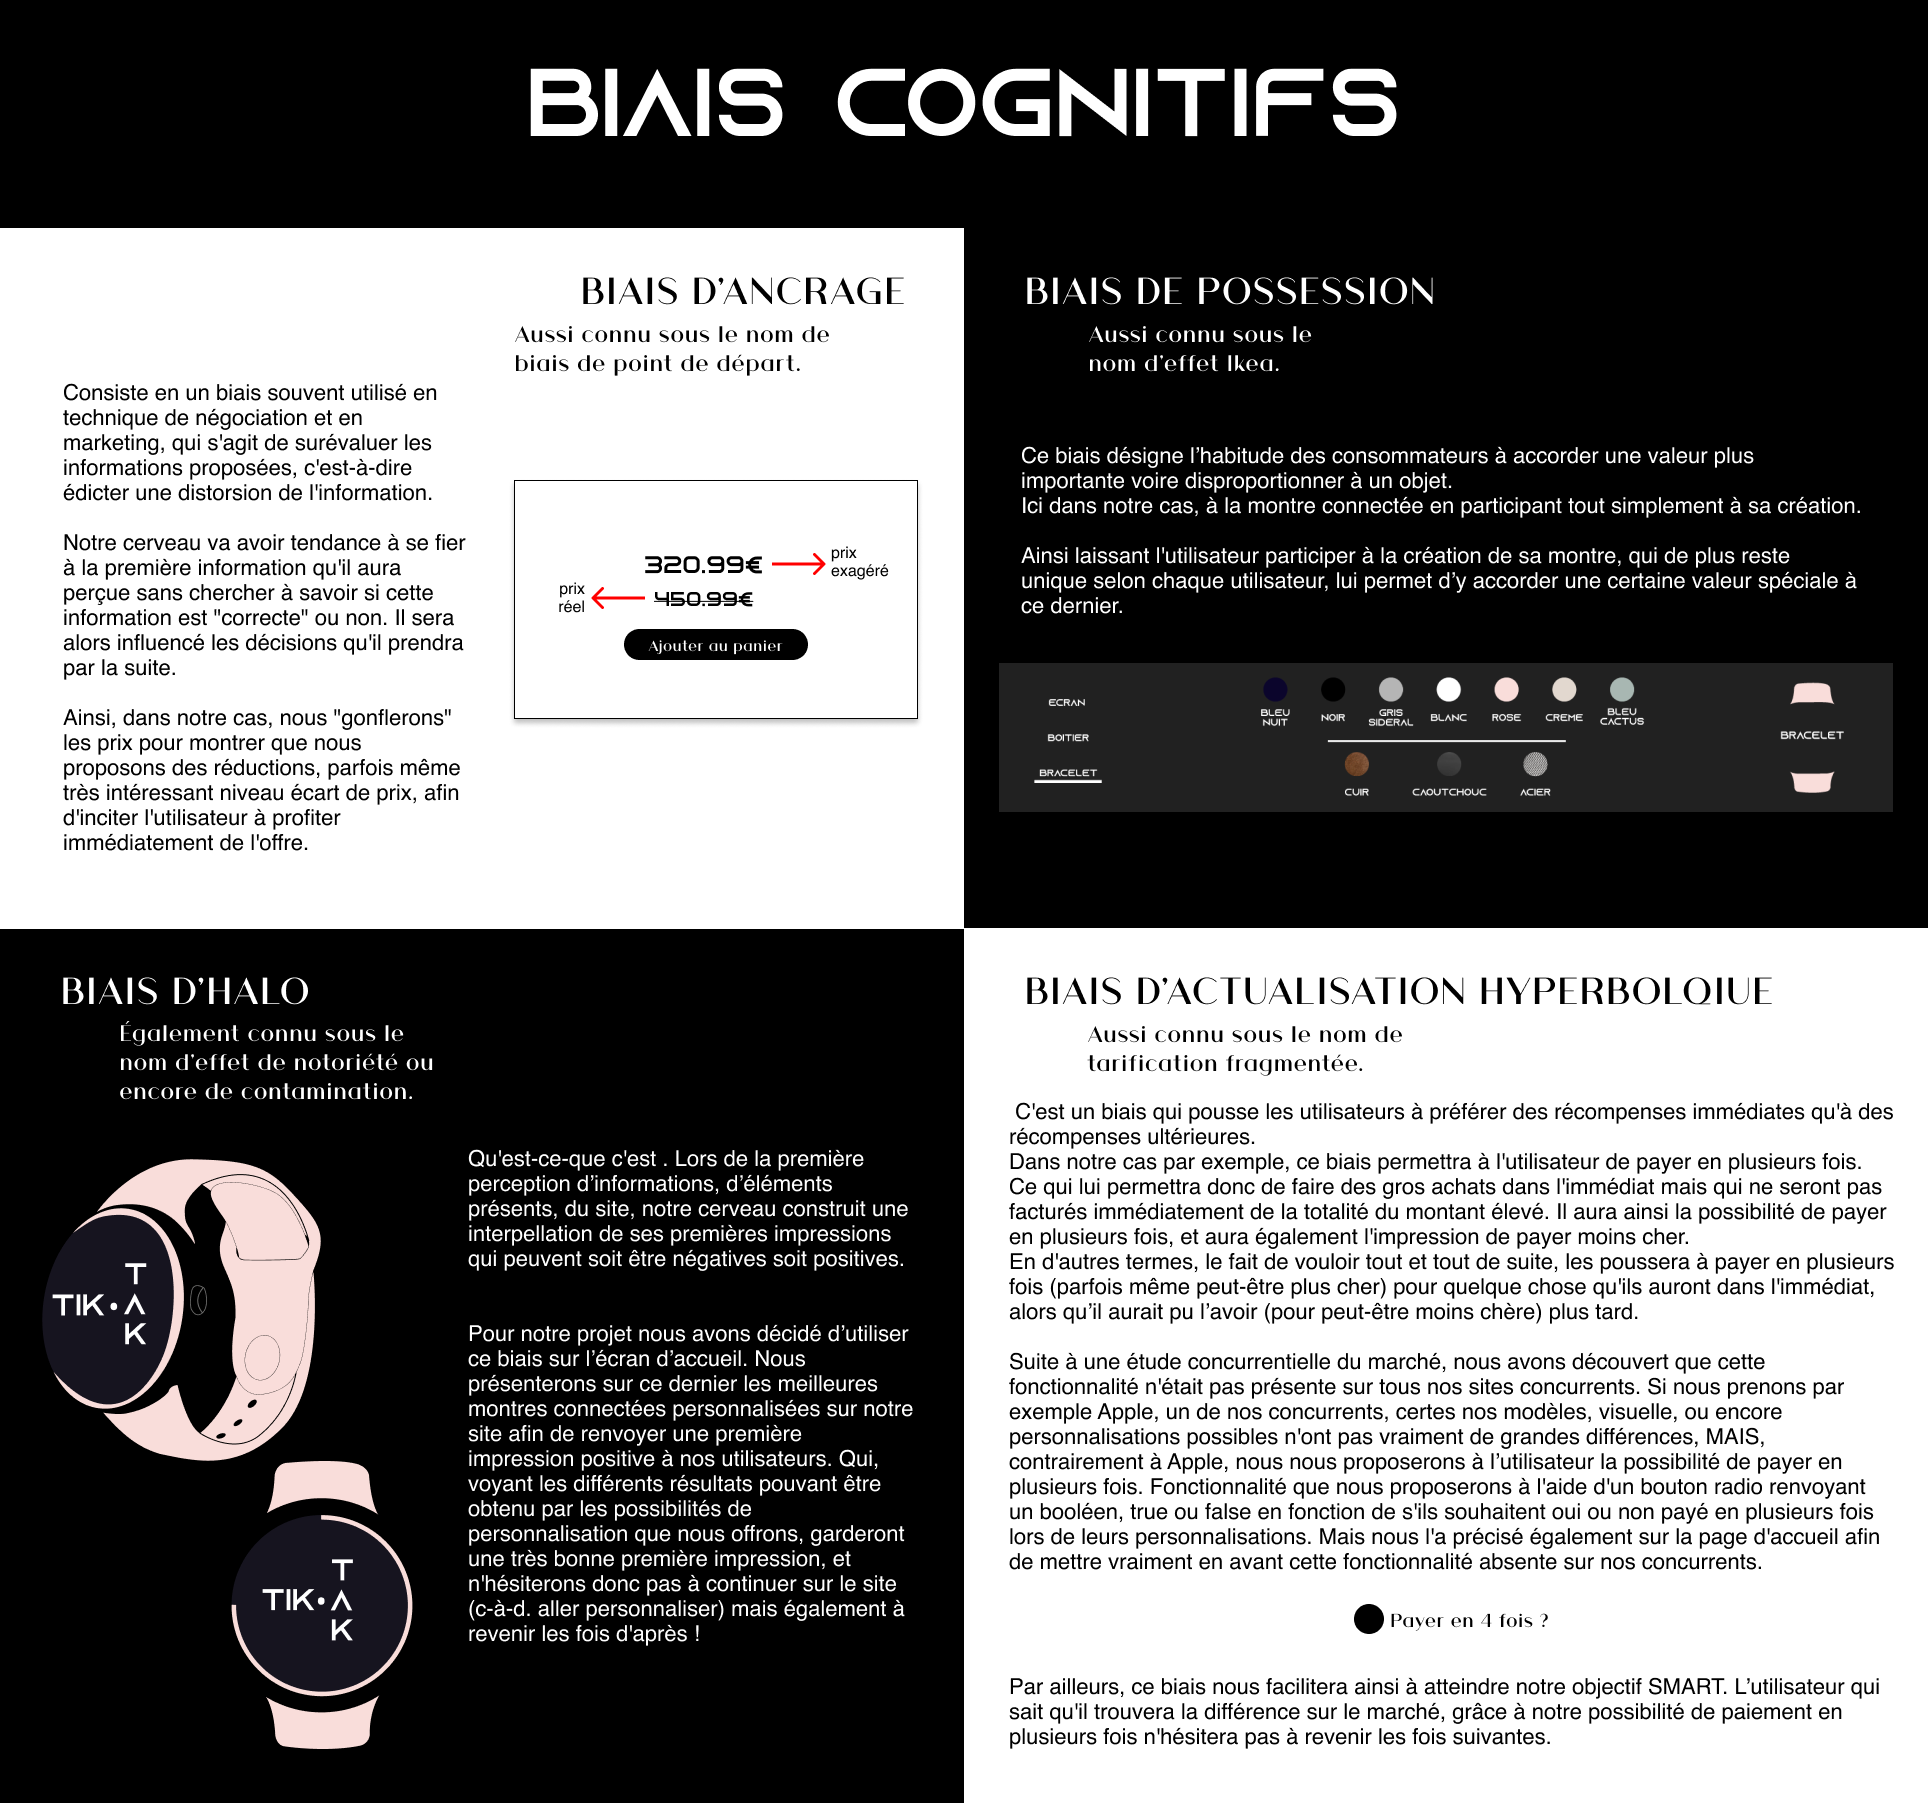 BIAIS COGNITIFS
BIAIS D'ANCRAGE
Aussi connu sous le nom de
biais de point de départ.
Consiste en un biais souvent utilisé en
technique de négociation et en
marketing, qui s'agit de surévaluer les
informations proposées, c'est-à-dire
édicter une distorsion de l'information.
Notre cerveau va avoir tendance à se fier
à la première information qu'il aura
perçue sans chercher à savoir si cette
information est "correcte" ou non. Il sera
alors influencé les décisions qu'il prendra
par la suite.
Ainsi, dans notre cas, nous "gonflerons"
les prix pour montrer que nous
proposons des réductions, parfois même
très intéressant niveau écart de prix, afin
d'inciter l'utilisateur à profiter
immédiatement de l'offre.
320.99€
prix
exagéré
prix
réel
450.99€
Ajouter au panier
BIAIS DE POSSESSION
Aussi connu sous le
nom d'effet Ikea.
Ce biais désigne l'habitude des consommateurs à accorder une valeur plus
importante voire disproportionner à un objet.
Ici dans notre cas, à la montre connectée en participant tout simplement à sa création.
Ainsi laissant l'utilisateur participer à la création de sa montre, qui de plus reste
unique selon chaque utilisateur, lui permet d'y accorder une certaine valeur spéciale à
ce dernier.
ECRAN
BOITIER
BRACELET
BLEU
NUIT
NOIR
GRIS
SIDERAL
BLANC
ROSE
CREME
BLEU
CACTUS
CUIR
CAOUTCHOUC
ACIER
BRACELET
BIAIS D'HALO
Également connu sous le
nom d'effet de notoriété ou
encore de contamination.
TIK·
T
A
K
TIK·
T
A
K
Qu'est-ce-que c'est . Lors de la première
perception d'informations, d'éléments
présents, du site, notre cerveau construit une
interpellation de ses premières impressions
qui peuvent soit être négatives soit positives.
Pour notre projet nous avons décidé d'utiliser
ce biais sur l'écran d'accueil. Nous
présenterons sur ce dernier les meilleures
montres connectées personnalisées sur notre
site afin de renvoyer une première
impression positive à nos utilisateurs. Qui,
voyant les différents résultats pouvant être
obtenu par les possibilités de
personnalisation que nous offrons, garderont
une très bonne première impression, et
n'hésiterons donc pas à continuer sur le site
(c-à-d. aller personnaliser) mais également à
revenir les fois d'après !
BIAIS D'ACTUALISATION HYPERBOLQIUE
Aussi connu sous le nom de
tarification fragmentée.
C'est un biais qui pousse les utilisateurs à préférer des récompenses immédiates qu'à des
récompenses ultérieures.
Dans notre cas par exemple, ce biais permettra à l'utilisateur de payer en plusieurs fois.
Ce qui lui permettra donc de faire des gros achats dans l'immédiat mais qui ne seront pas
facturés immédiatement de la totalité du montant élevé. Il aura ainsi la possibilité de payer
en plusieurs fois, et aura également l'impression de payer moins cher.
En d'autres termes, le fait de vouloir tout et tout de suite, les poussera à payer en plusieurs
fois (parfois même peut-être plus cher) pour quelque chose qu'ils auront dans l'immédiat,
alors qu'il aurait pu l'avoir (pour peut-être moins chère) plus tard.
Suite à une étude concurrentielle du marché, nous avons découvert que cette
fonctionnalité n'était pas présente sur tous nos sites concurrents. Si nous prenons par
exemple Apple, un de nos concurrents, certes nos modèles, visuelle, ou encore
personnalisations possibles n'ont pas vraiment de grandes différences, MAIS,
contrairement à Apple, nous nous proposerons à l'utilisateur la possibilité de payer en
plusieurs fois. Fonctionnalité que nous proposerons à l'aide d'un bouton radio renvoyant
un booléen, true ou false en fonction de s'ils souhaitent oui ou non payé en plusieurs fois
lors de leurs personnalisations. Mais nous l'a précisé également sur la page d'accueil afin
de mettre vraiment en avant cette fonctionnalité absente sur nos concurrents.
Payer en 4 fois ?
Par ailleurs, ce biais nous facilitera ainsi à atteindre notre objectif SMART. L'utilisateur qui
sait qu'il trouvera la différence sur le marché, grâce à notre possibilité de paiement en
plusieurs fois n'hésitera pas à revenir les fois suivantes.